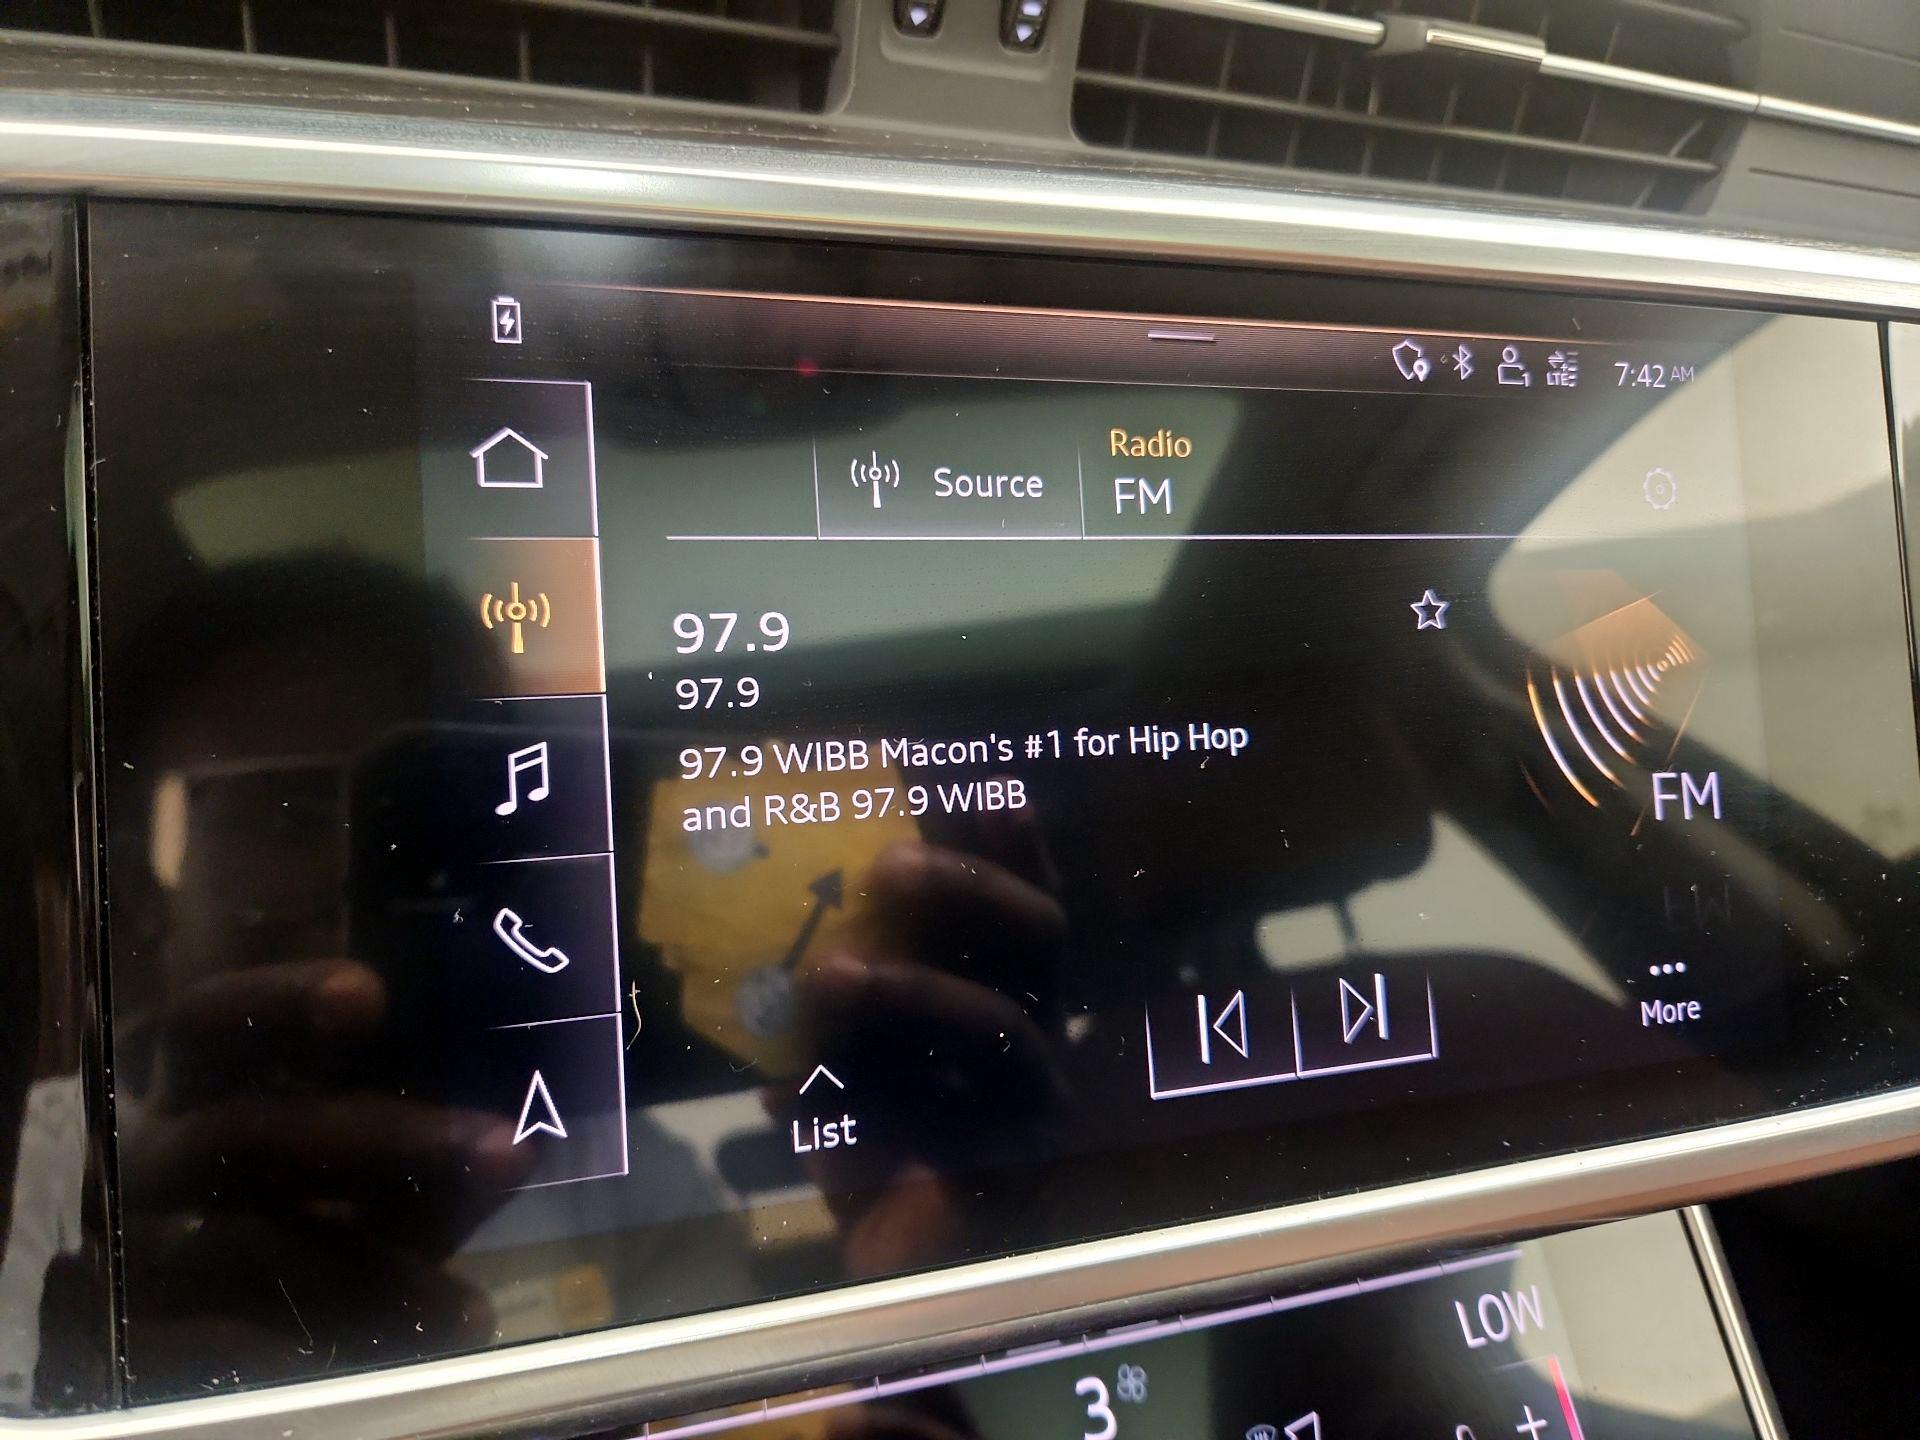 LTE
7:42 AM
Radio
Source
FM
97.9
97.9
97.9 WIBB Macon's #1 for Hip Hop
and R&B 97.9 WIBB
FM
More
List
LOW
3